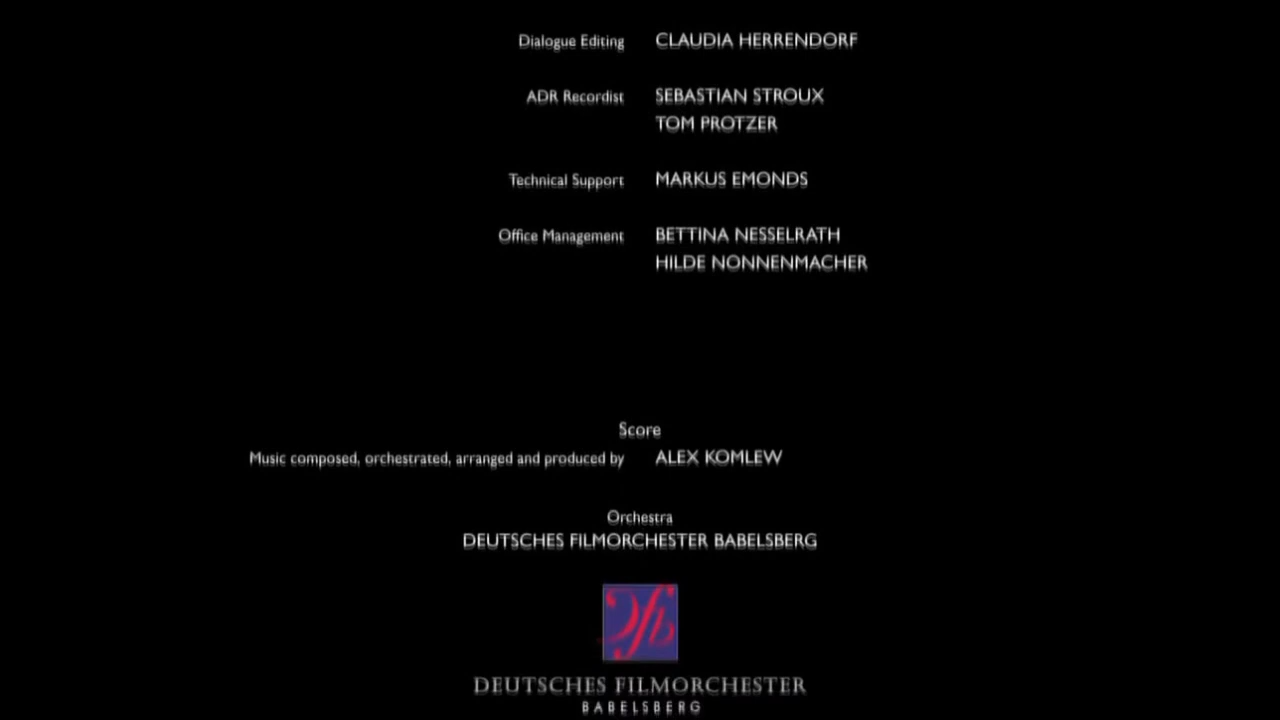 Dialogue Editing CLAUDIA HERRENDORF
ADR Recordist SEBASTIAN STROUX
TOM PROTZER
Technical Support MARKUS EMONDS
Office Management BETTINA NESSELRATH
HILDE NONNENMACHER
Score
Music composed, orchestrated, arranged and produced by ALEX KOMLEW
Orchestra
DEUTSCHES FILMORCHESTER BABELSBERG
dfb
DEUTSCHES FILMORCHESTER
BABELSBERG